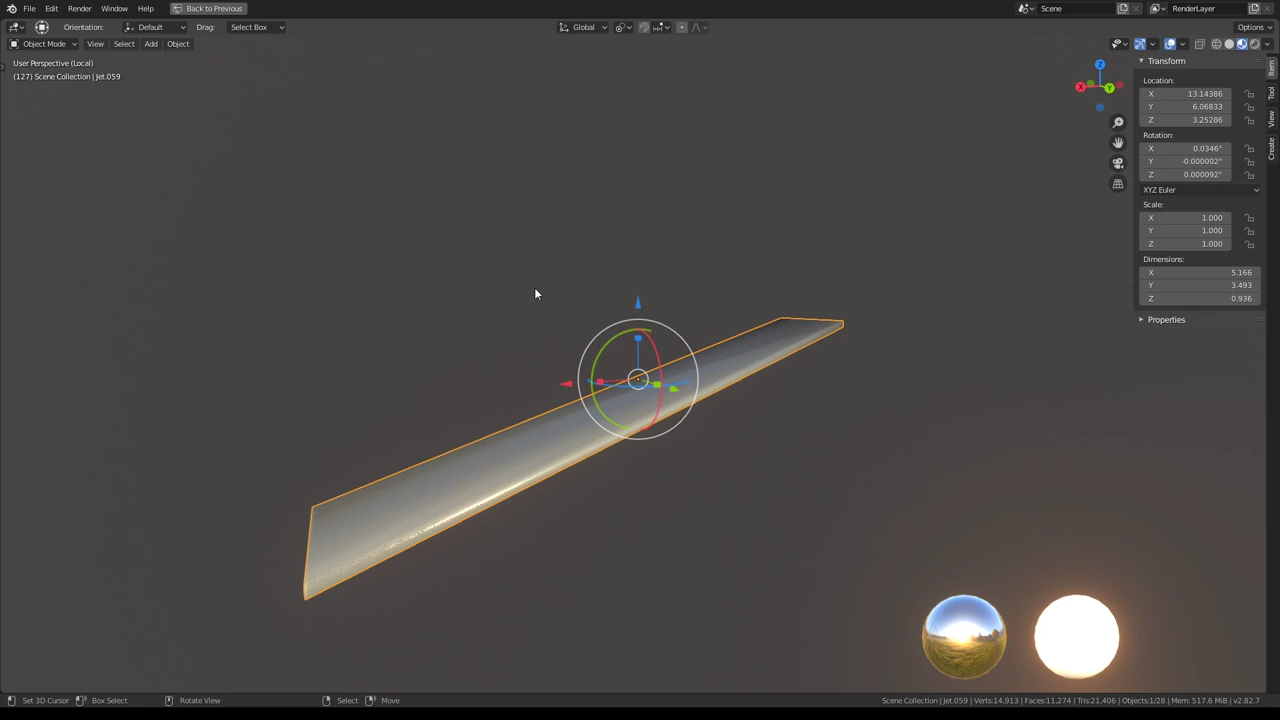 File Edit Render Window Help Back to Previous Scene RenderLayer
Orientation: Default Drag: Select Box Global Options
Object Mode View Select Add Object
User Perspective (Local)
(127) Scene Collection | Jet.059
Z
X
Y
Transform
Location:
X 13.14386
Y 6.06833
Z 3.25286
Rotation:
X 0.0346°
Y -0.000002°
Z 0.000092°
XYZ Euler
Scale:
X 1.000
Y 1.000
Z 1.000
Dimensions:
X 5.166
Y 3.493
Z 0.936
Properties
Item
Tool
View
Create
Set 3D Cursor Box Select Rotate View Select Move Scene Collection | Jet.059 | Verts:14,913 | Faces:11,274 | Tris:21,406 | Objects:1/28 | Mem: 517.6 MiB | v2.82.7